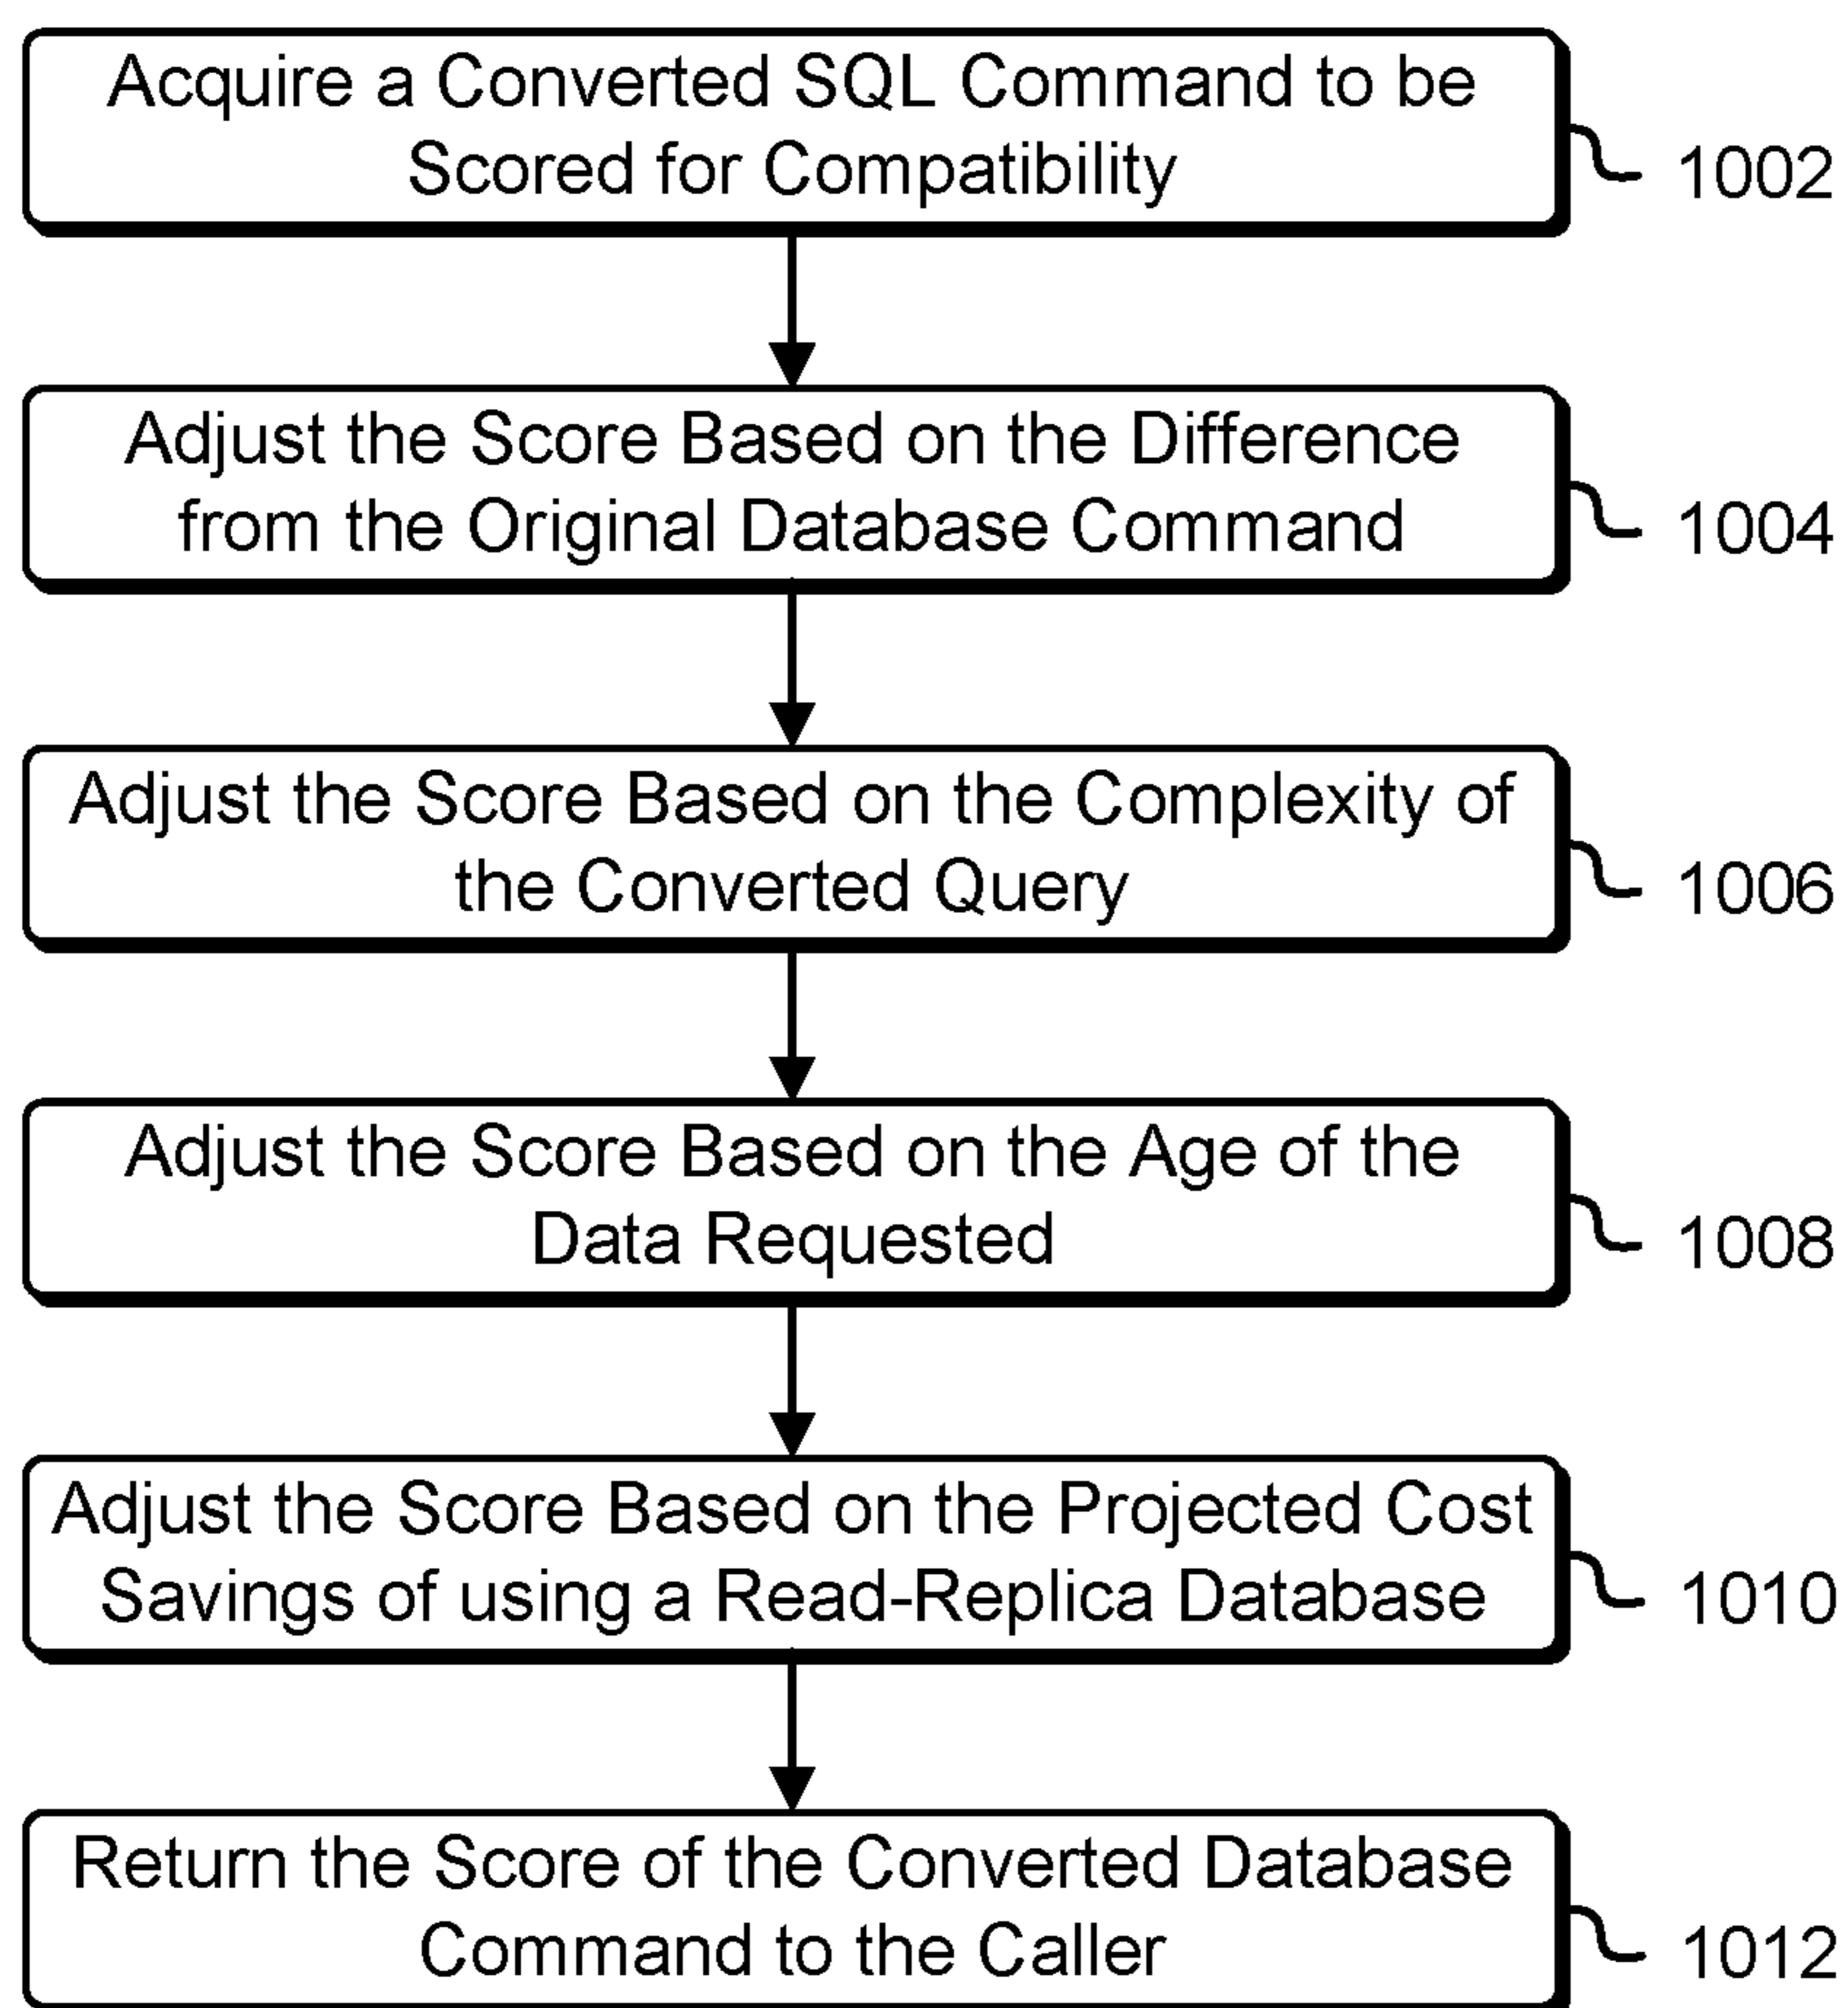 Acquire a Converted SQL Command to be
Scored for Compatibility
1002
Adjust the Score Based on the Difference
from the Original Database Command
1004
Adjust the Score Based on the Complexity of
the Converted Query
1006
Adjust the Score Based on the Age of the
Data Requested
1008
Adjust the Score Based on the Projected Cost
Savings of using a Read-Replica Database
1010
Return the Score of the Converted Database
Command to the Caller
1012